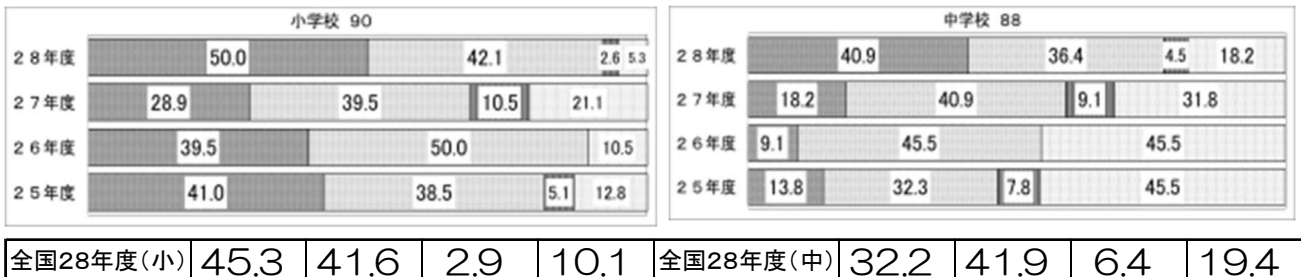 小学校 90
28年度 50.0 42.1 2.6 5.3
27年度 28.9 39.5 10.5 21.1
26年度 39.5 50.0 10.5
25年度 41.0 38.5 5.1 12.8
中学校 88
28年度 40.9 36.4 4.5 18.2
27年度 18.2 40.9 9.1 31.8
26年度 9.1 45.5 45.5
25年度 13.8 32.3 7.8 45.5
全国28年度(小) 45.3 41.6 2.9 10.1 全国28年度(中) 32.2 41.9 6.4 19.4